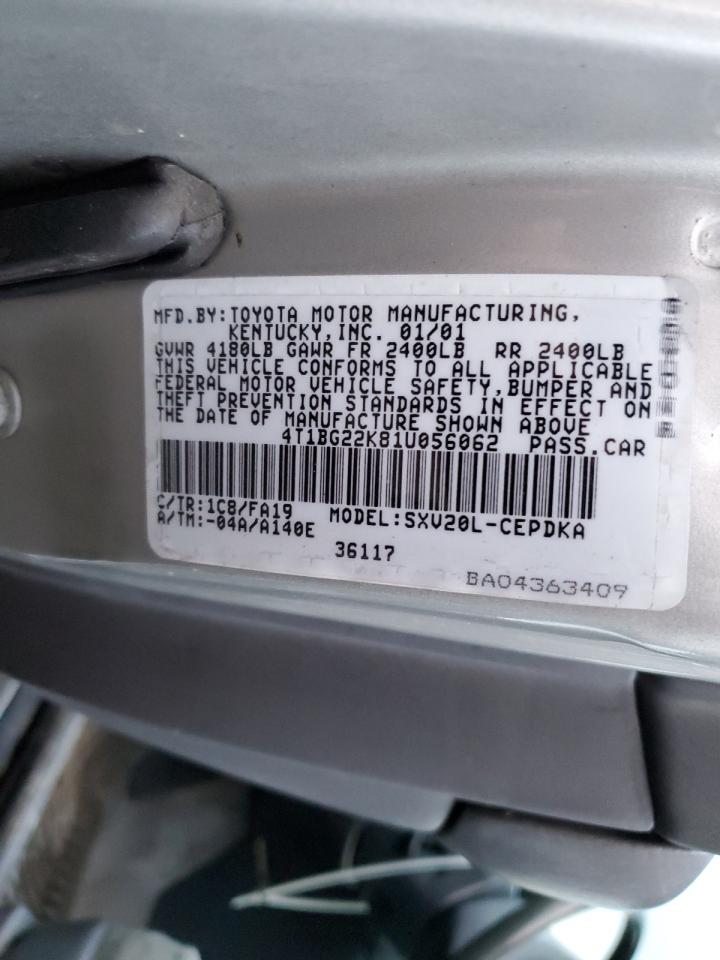 MFD.BY:TOYOTA MOTOR MANUFACTURING,
KENTUCKY,INC. 01/01
GVWR 4180LB GAWR FR 2400LB RR 2400LB
THIS VEHICLE CONFORMS TO ALL APPLICABLE
FEDERAL MOTOR VEHICLE SAFETY,BUMPER AND
THEFT PREVENTION STANDARDS IN EFFECT ON
THE DATE OF MANUFACTURE SHOWN ABOVE
4T1BG22K81U056062 PASS.CAR
C/TR:1C8/FA19
A/TM:-04A/A140E MODEL:SXV20L-CEPDKA
36117
BA04363409